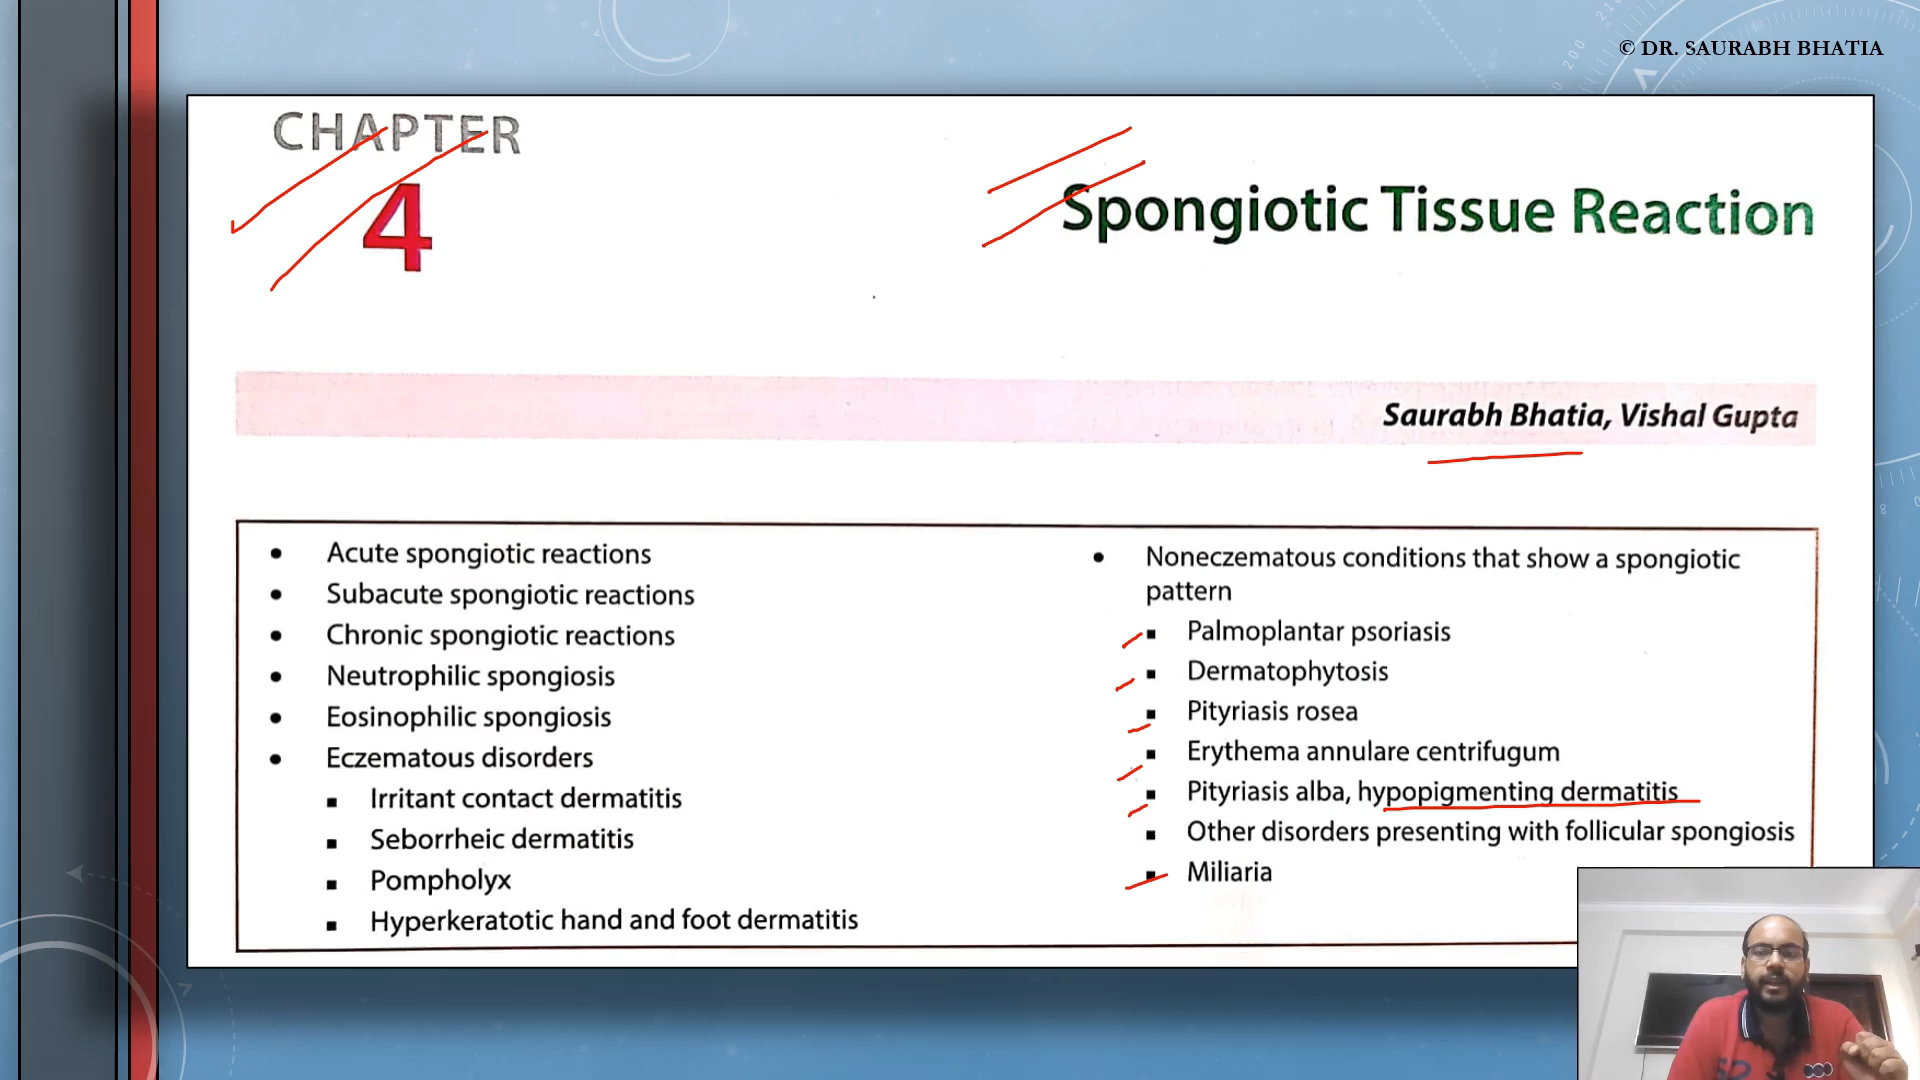 © DR. SAURABH BHATIA
CHAPTER
4
Spongiotic Tissue Reaction
Saurabh Bhatia, Vishal Gupta
• Acute spongiotic reactions
• Subacute spongiotic reactions
• Chronic spongiotic reactions
• Neutrophilic spongiosis
• Eosinophilic spongiosis
• Eczematous disorders
▪ Irritant contact dermatitis
▪ Seborrheic dermatitis
▪ Pompholyx
▪ Hyperkeratotic hand and foot dermatitis
• Noneczematous conditions that show a spongiotic
pattern
▪ Palmoplantar psoriasis
▪ Dermatophytosis
▪ Pityriasis rosea
▪ Erythema annulare centrifugum
▪ Pityriasis alba, hypopigmenting dermatitis
▪ Other disorders presenting with follicular spongiosis
▪ Miliaria